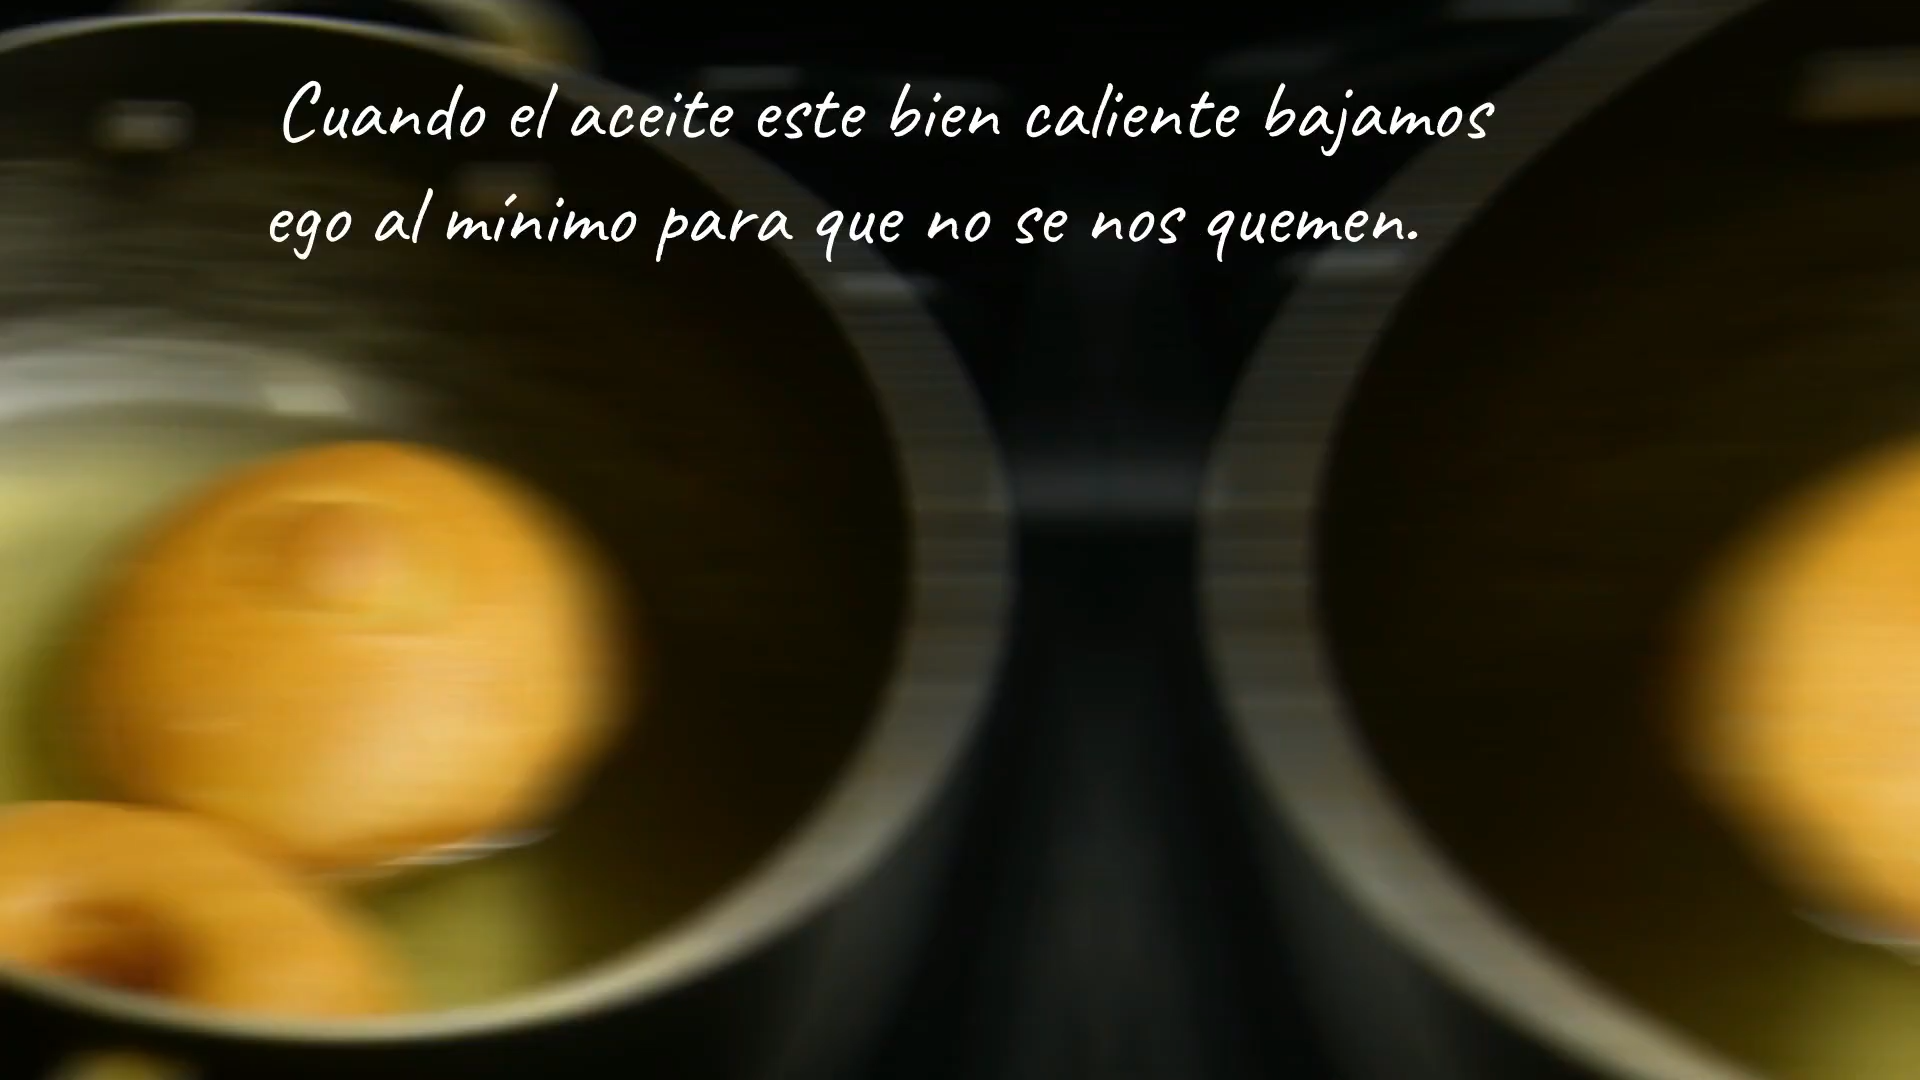 Cuando el aceite este bien caliente bajamos
ego al mínimo para que no se nos quemen.